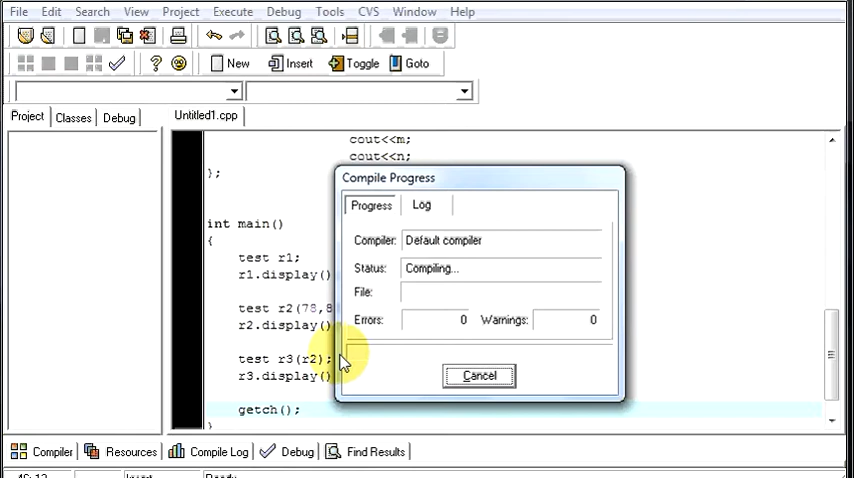 File Edit Search View Project Execute Debug Tools CVS Window Help
New Insert Toggle Goto
Project Classes Debug Untitled1.cpp
cout<<m;
cout<<n;
};
Compile Progress
Progress Log
Compiler: Default compiler
Status: Compiling...
File:
Errors: 0 Warnings: 0
Cancel
int main()
{
test r1;
r1.display()
test r2(78,8
r2.display()
test r3(r2);
r3.display()
getch();
}
Compiler Resources Compile Log Debug Find Results